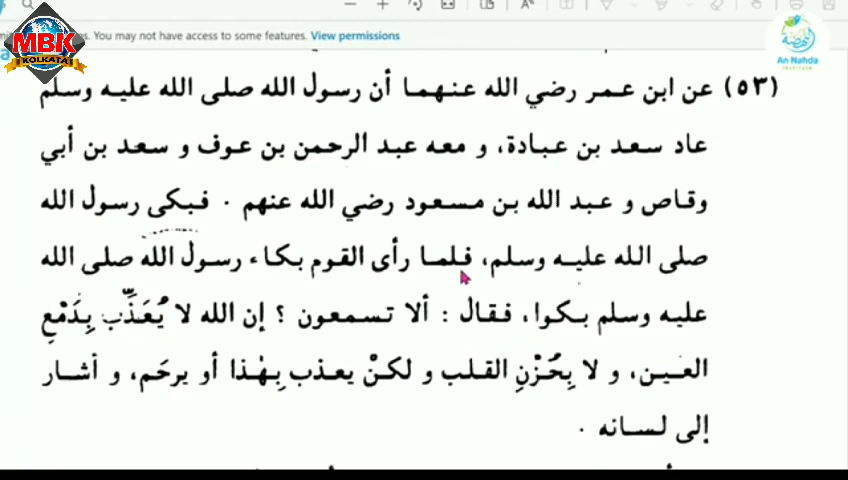 es. You may not have access to some features. View permissions
MBK
KOLKATA
An Nahda
(٥٣) عن ابن عمر رضي الله عنهما أن رسول الله صلى الله عليه وسلم
عاد سعد بن عبادة، و معه عبد الرحمن بن عوف و سعد بن أبي
وقاص و عبد الله بن مسعود رضي الله عنهم . فبكى رسول الله
صلى الله عليه وسلم، فلما رأى القوم بكاء رسول الله صلى الله
عليه وسلم بكوا، فقال : ألا تسمعون ؟ إن الله لا يُعَذِّب بِدَمْعِ
العين، و لا بِحُزْنِ القلب و لكنْ يعذب بِهٰذا أو يرحَم، و أشار
إلى لسانه .